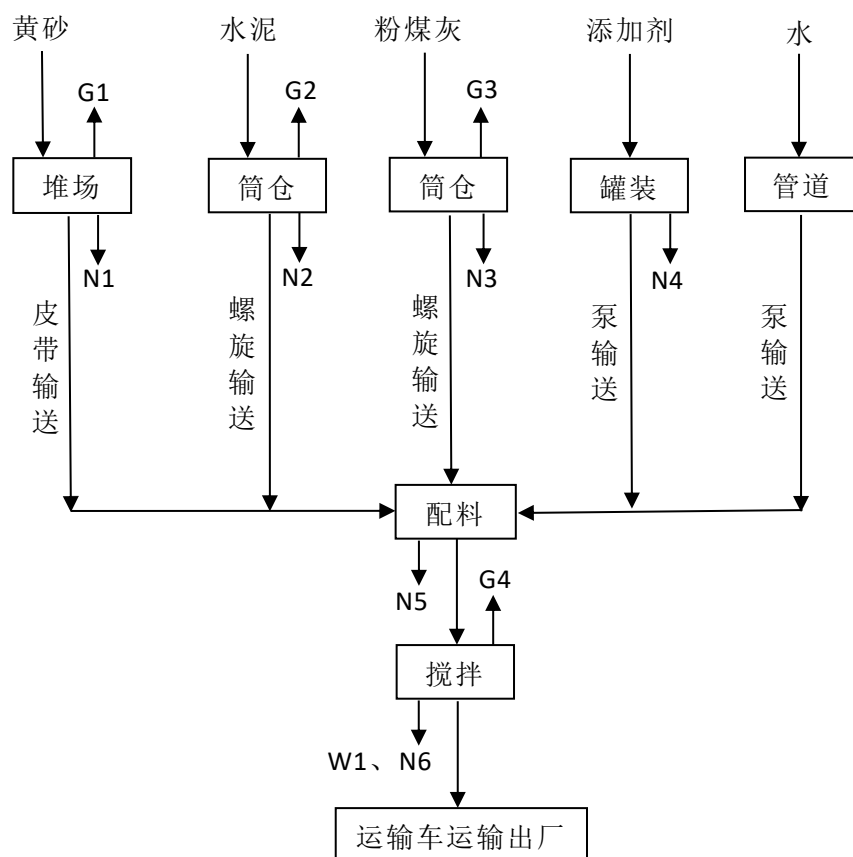 黄砂
水泥
粉煤灰
添加剂
水
G1
G2
G3
堆场
筒仓
筒仓
罐装
管道
N1
N2
N3
N4
皮带输送
螺旋输送
螺旋输送
泵输送
泵输送
配料
N5
G4
搅拌
W1、N6
运输车运输出厂